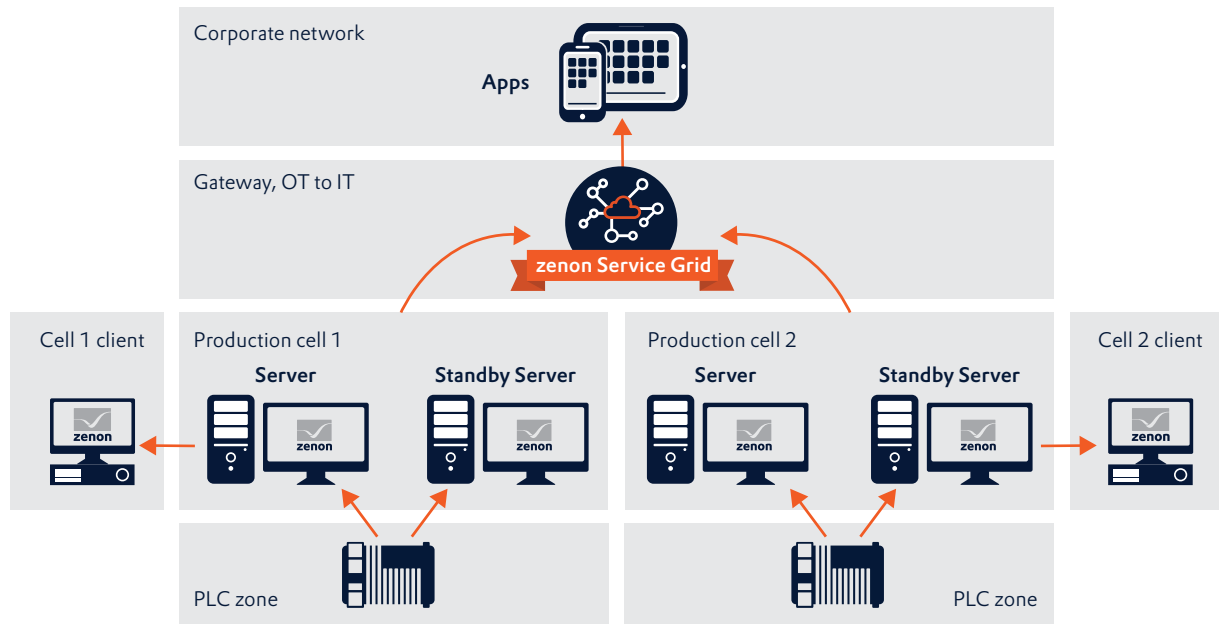 Corporate network
Apps
Gateway, OT to IT
zenon Service Grid
Cell 1 client
Production cell 1
Production cell 2
Cell 2 client
Server
Standby Server
Server
Standby Server
zenon
zenon
zenon
zenon
zenon
zenon
PLC zone
PLC zone